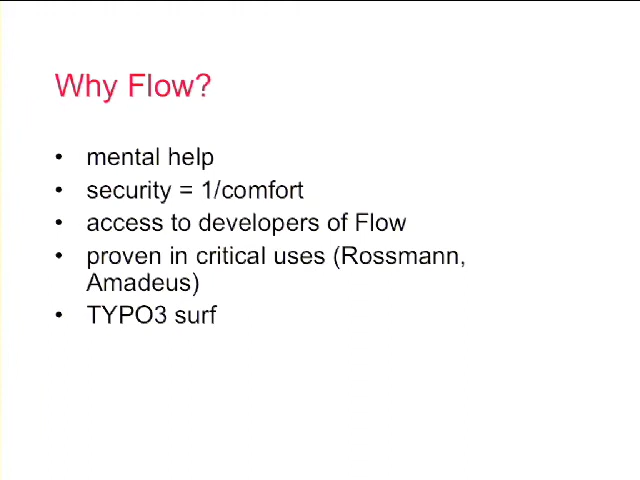 Why Flow?
• mental help
• security = 1/comfort
• access to developers of Flow
• proven in critical uses (Rossmann,
Amadeus)
• TYPO3 surf